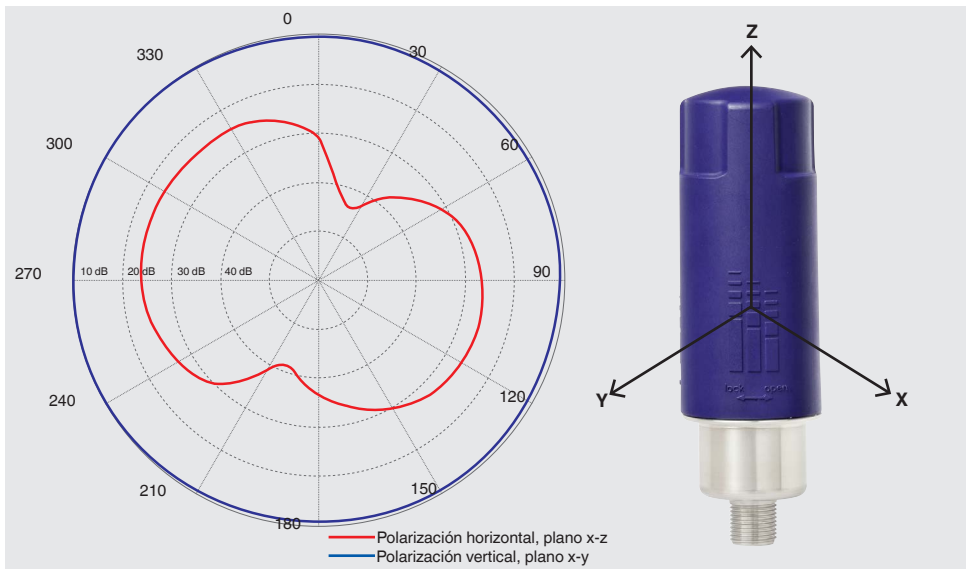 0
30
60
90
120
150
180
210
240
270
300
330
10 dB
20 dB
30 dB
40 dB
Polarización horizontal, plano x-z
Polarización vertical, plano x-y
Z
Y
X
lock
open